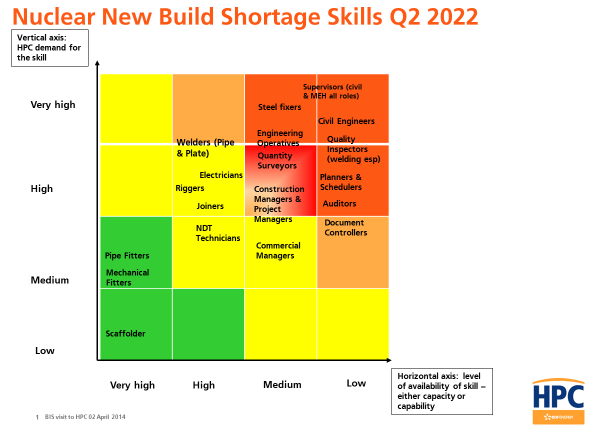 Nuclear New Build Shortage Skills Q2 2022
Vertical axis:
HPC demand for
the skill
Very high
Supervisors (civil
& MEH all roles)
Steel fixers
Civil Engineers
Engineering
Operatives
Quality
Inspectors
(welding esp)
Welders (Pipe
& Plate)
High
Quantity
Surveyors
Electricians
Planners &
Schedulers
Riggers
Construction
Managers &
Project
Managers
Joiners
Auditors
Document
Controllers
NDT
Technicians
Commercial
Managers
Medium
Pipe Fitters
Mechanical
Fitters
Scaffolder
Low
Very high
High
Medium
Low
Horizontal axis: level
of availability of skill –
either capacity or
capability
HPC
1 BIS visit to HPC 02 April 2014